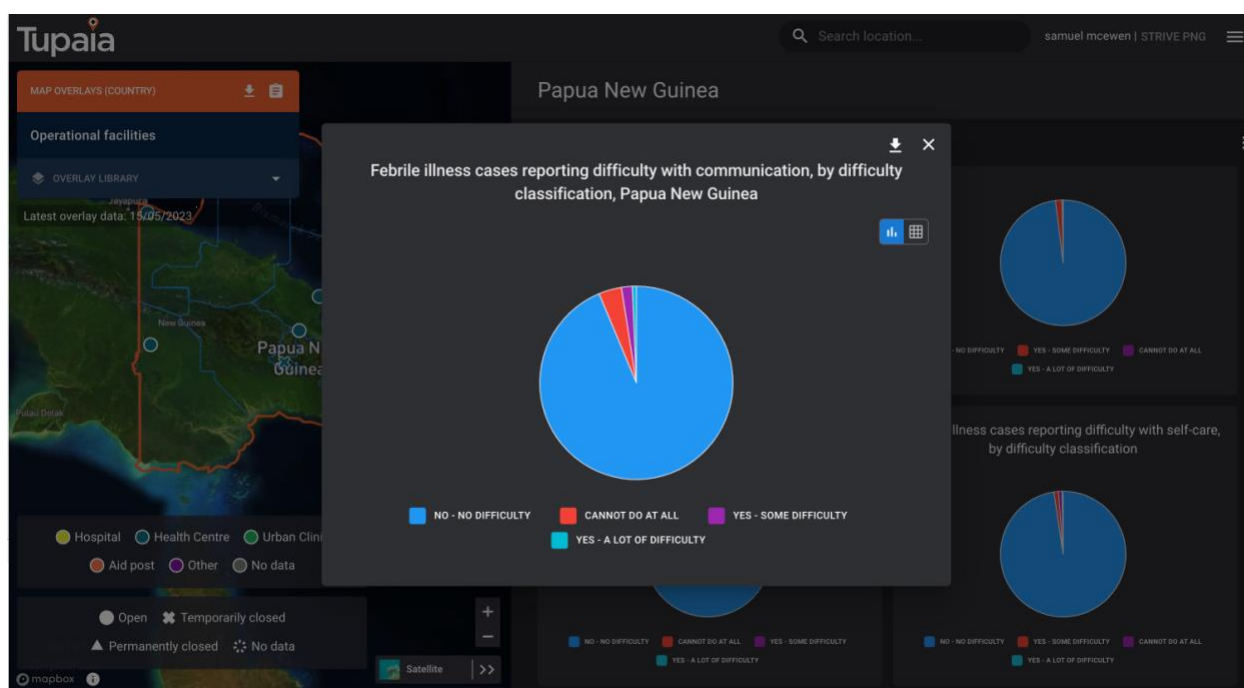 Tupaia
Search location...
samuel mcewen | STRIVE PNG
MAP OVERLAYS (COUNTRY)
Operational facilities
OVERLAY LIBRARY
Jayapura
Latest overlay data: 15/05/2023
New Guinea
Papua N
Guinea
Pulau Dolak
Hospital
Health Centre
Urban Clini
Aid post
Other
No data
Open
Temporarily closed
Permanently closed
No data
mapbox
Satellite
>>
Papua New Guinea
Febrile illness cases reporting difficulty with communication, by difficulty
classification, Papua New Guinea
NO - NO DIFFICULTY
CANNOT DO AT ALL
YES - SOME DIFFICULTY
YES - A LOT OF DIFFICULTY
- NO DIFFICULTY
YES - SOME DIFFICULTY
CANNOT DO AT ALL
YES - A LOT OF DIFFICULTY
llness cases reporting difficulty with self-care,
by difficulty classification
NO - NO DIFFICULTY
CANNOT DO AT ALL
YES - SOME DIFFICULTY
YES - A LOT OF DIFFICULTY
NO - NO DIFFICULTY
YES - SOME DIFFICULTY
CANNOT DO AT ALL
YES - A LOT OF DIFFICULTY